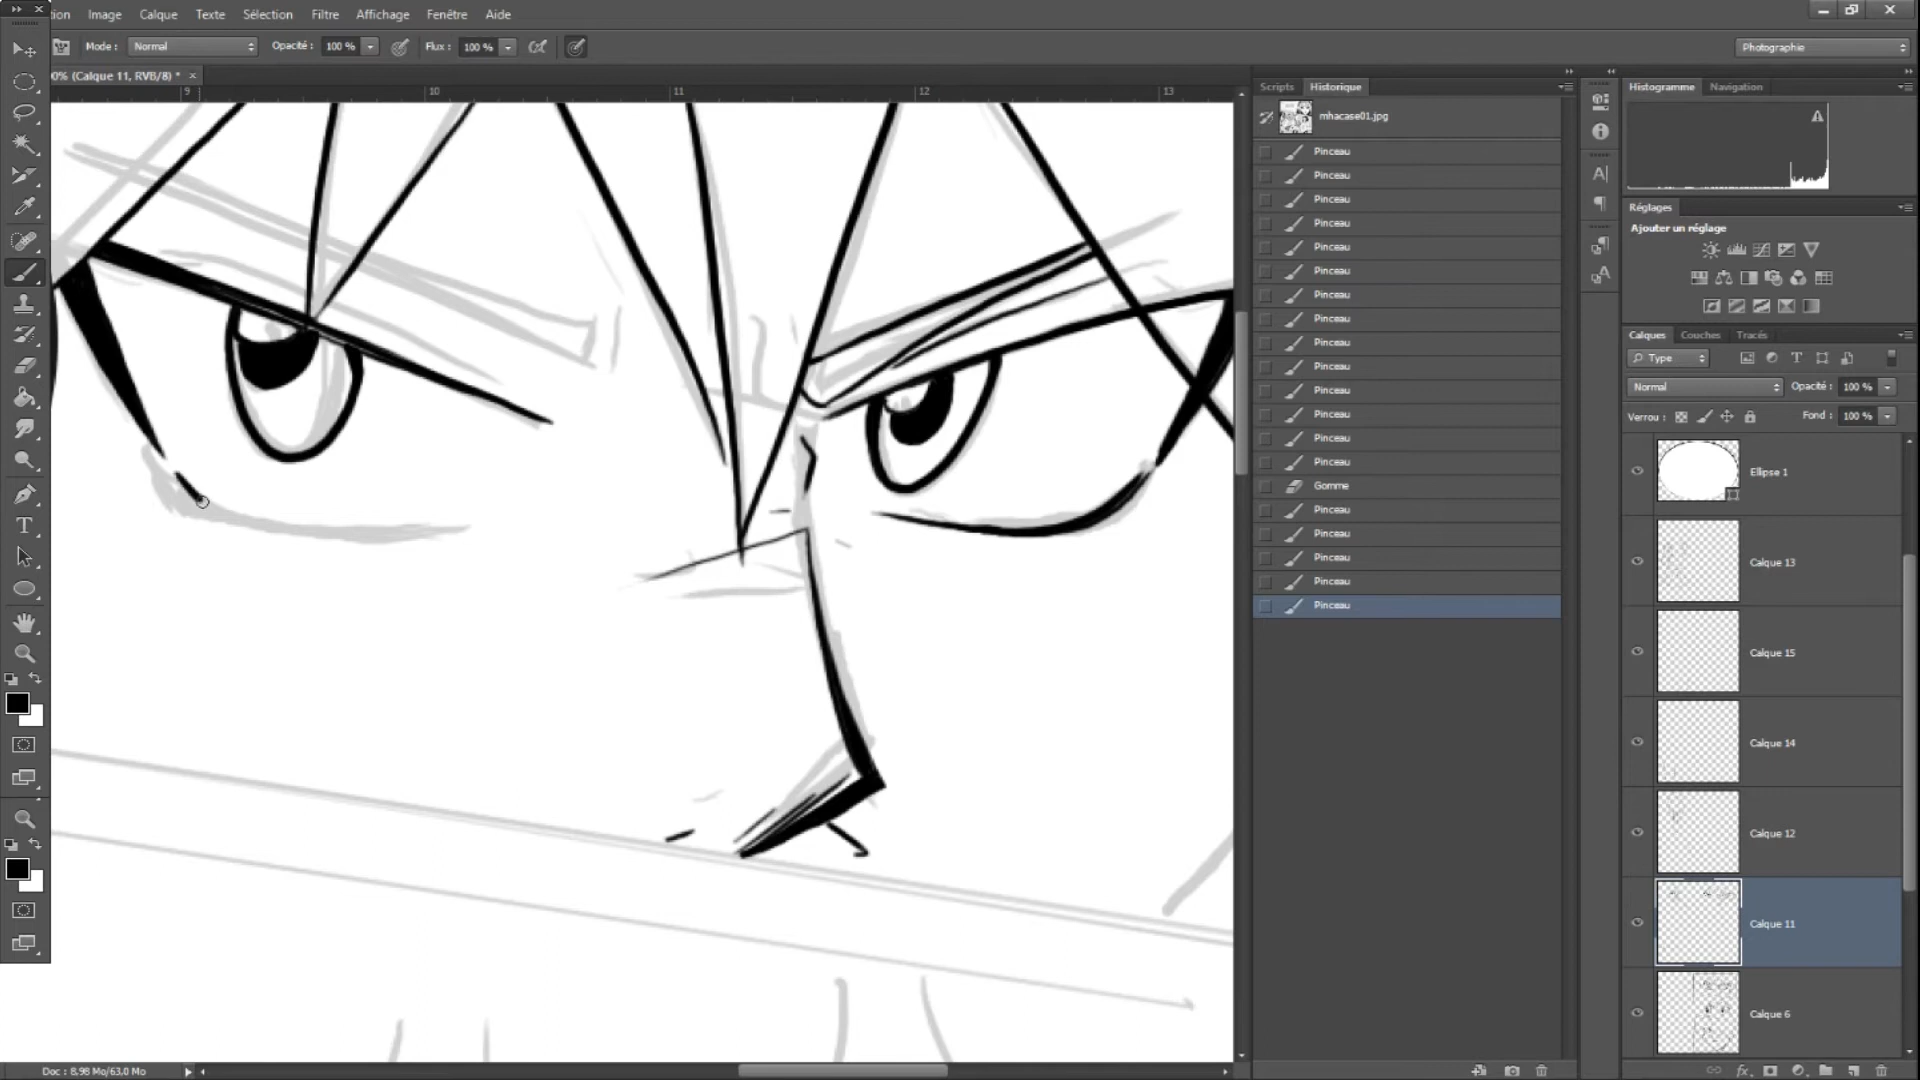 tion Image Calque Texte Sélection Filtre Affichage Fenêtre Aide
Mode : Normal Opacité : 100 % Flux : 100 % Photographie
0% (Calque 11, RVB/8) * ×
9 10 11 12 13
Scripts Historique
mhacase01.jpg
Pinceau
Pinceau
Pinceau
Pinceau
Pinceau
Pinceau
Pinceau
Pinceau
Pinceau
Pinceau
Pinceau
Pinceau
Pinceau
Pinceau
Gomme
Pinceau
Pinceau
Pinceau
Pinceau
Pinceau
Histogramme Navigation
Réglages
Ajouter un réglage
Calques Couches Tracés
Type
Normal Opacité : 100 %
Verrou : Fond : 100 %
Ellipse 1
Calque 13
Calque 15
Calque 14
Calque 12
Calque 11
Calque 6
Doc : 8,98 Mo/63,0 Mo